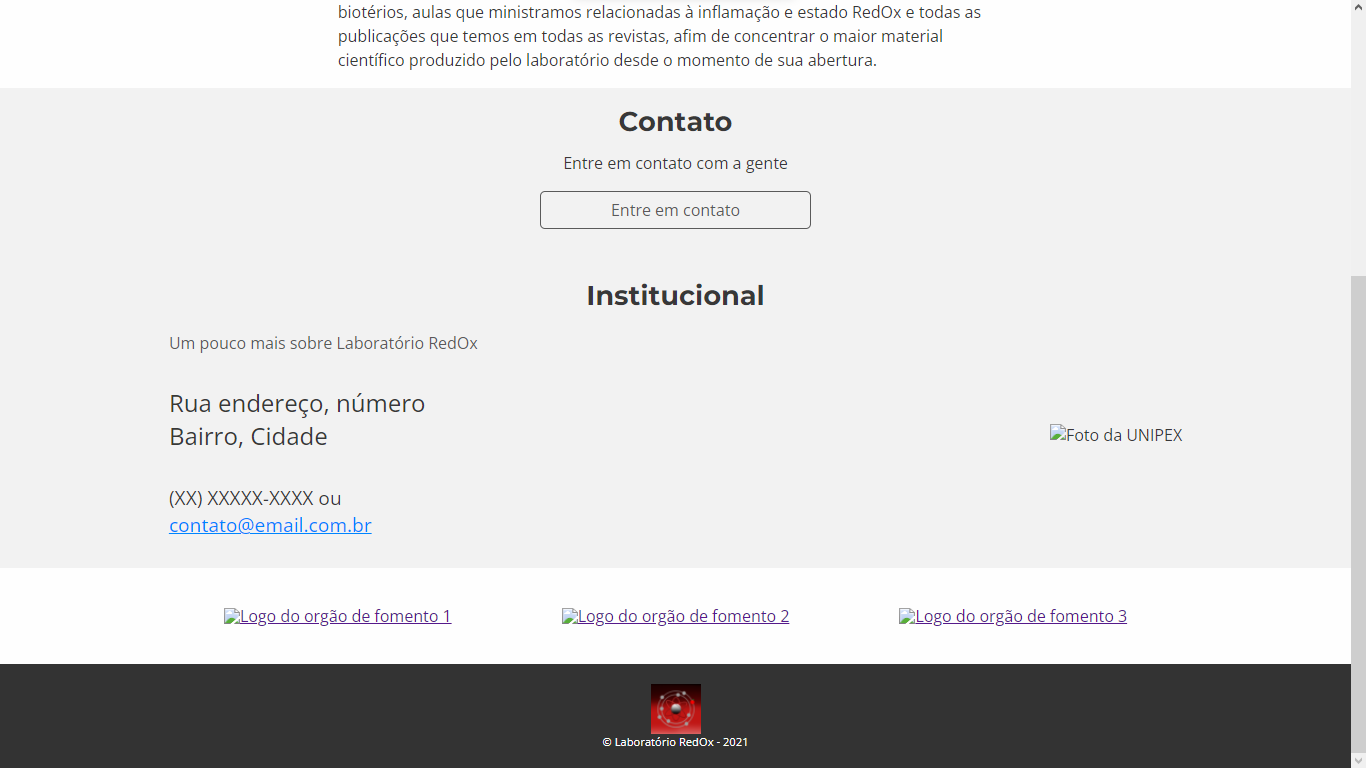 biotérios, aulas que ministramos relacionadas à inflamação e estado RedOx e todas as
publicações que temos em todas as revistas, afim de concentrar o maior material
científico produzido pelo laboratório desde o momento de sua abertura.
Contato
Entre em contato com a gente
Entre em contato
Institucional
Um pouco mais sobre Laboratório RedOx
Rua endereço, número
Bairro, Cidade
Foto da UNIPEX
(XX) XXXXX-XXXX ou
contato@email.com.br
Logo do orgão de fomento 1
Logo do orgão de fomento 2
Logo do orgão de fomento 3
© Laboratório RedOx - 2021